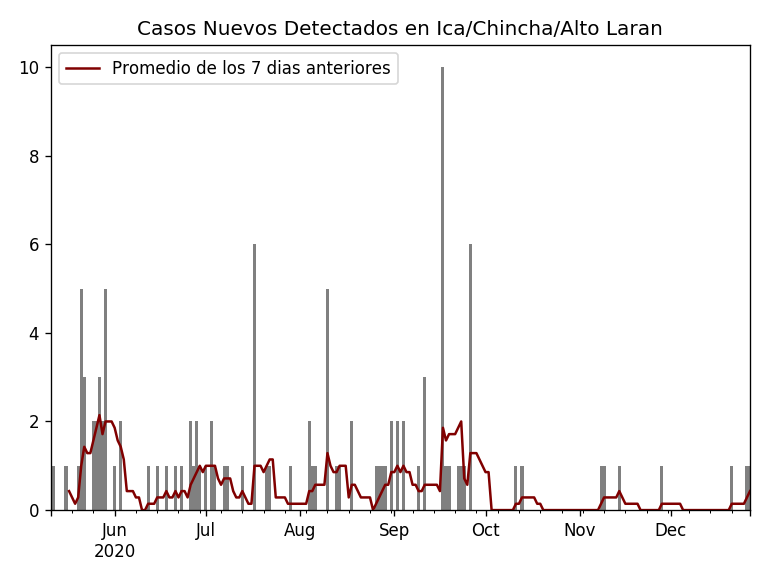 Casos Nuevos Detectados en Ica/Chincha/Alto Laran
Promedio de los 7 dias anteriores
10
8
6
4
2
0
Jun Jul Aug Sep Oct Nov Dec
2020